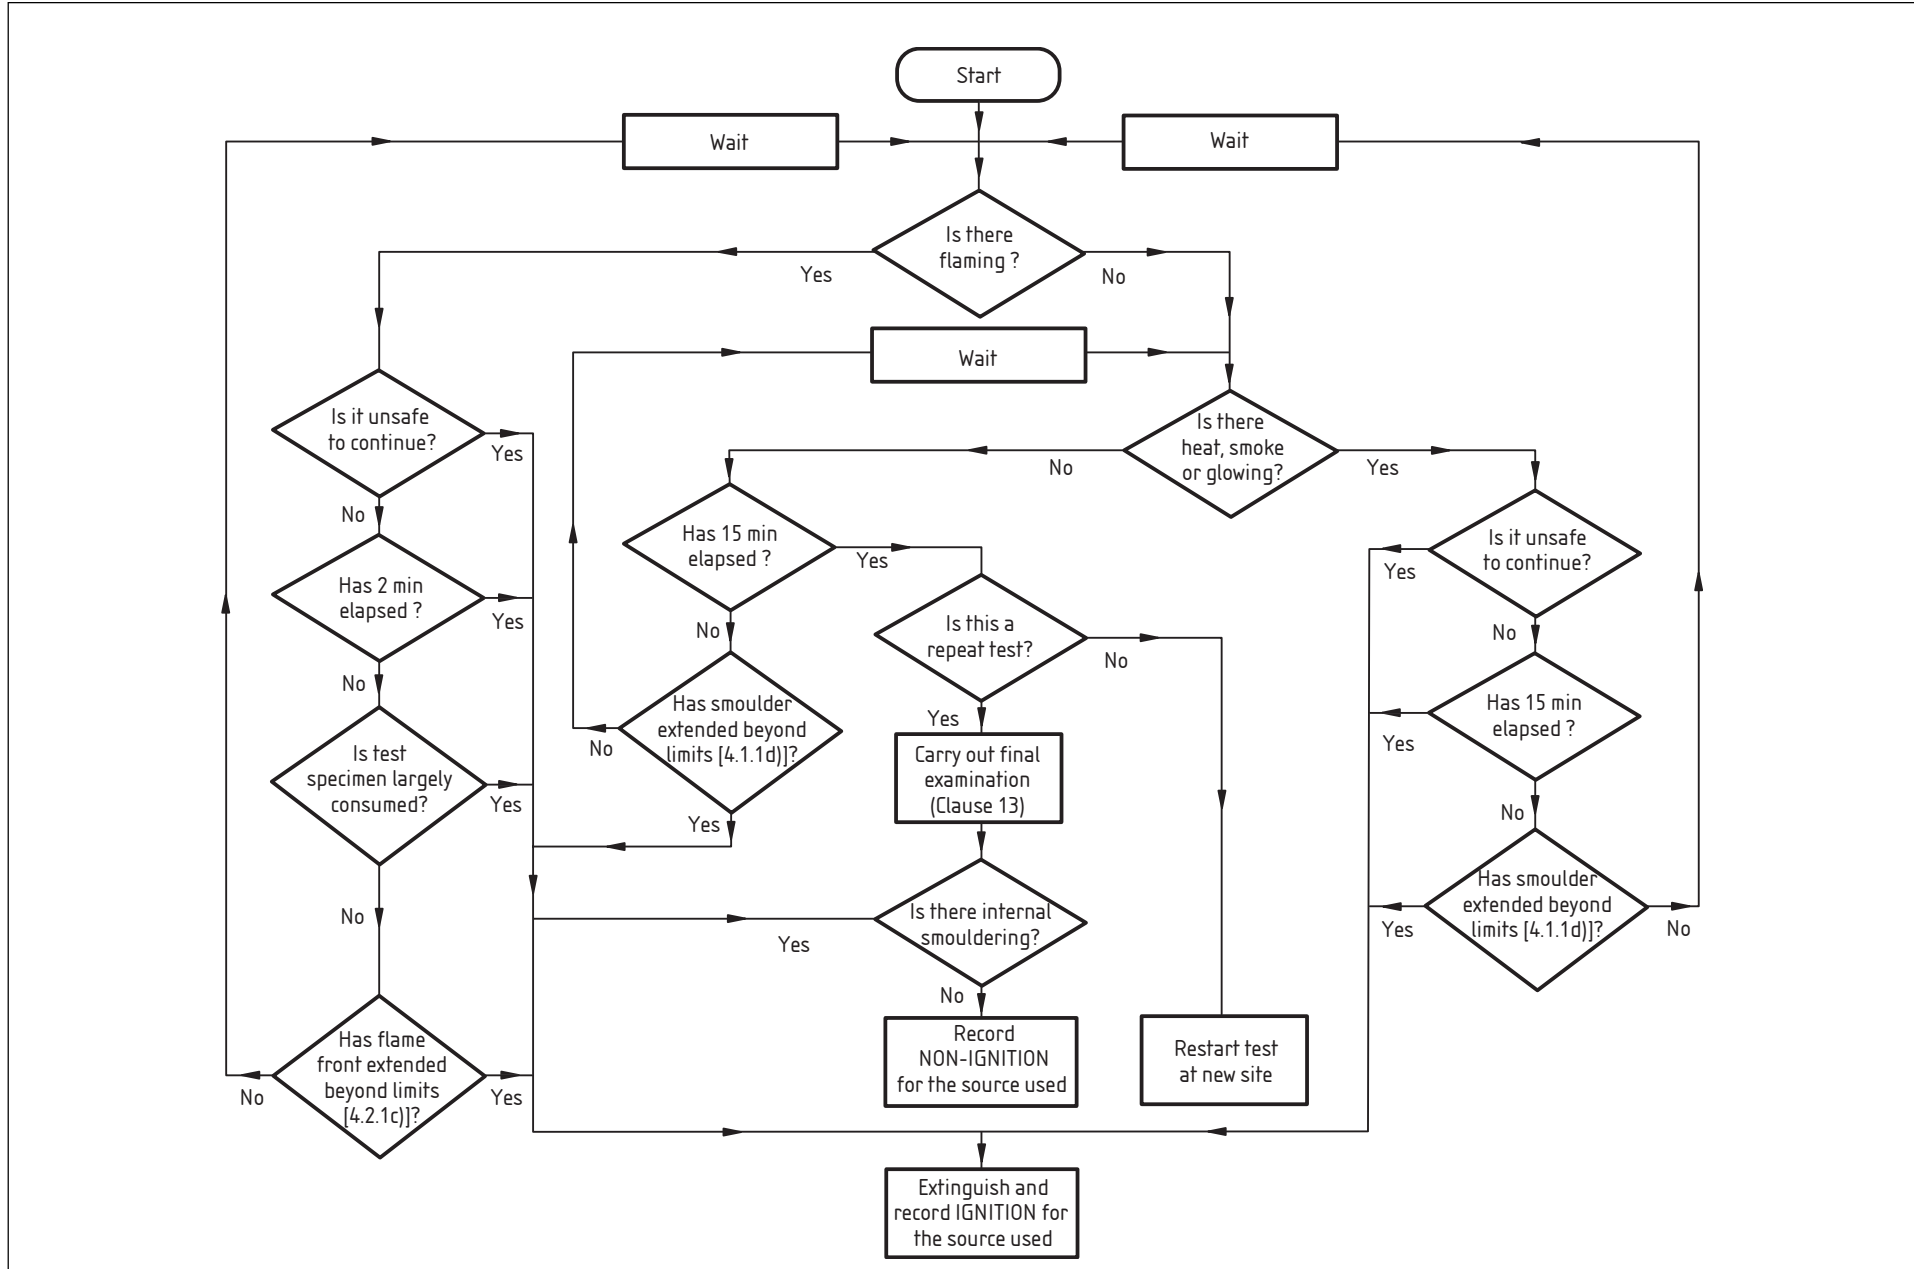 Start
Wait
Wait
Is there
flaming ?
Yes
No
Wait
Is it unsafe
to continue?
Yes
No
Is there
heat, smoke
or glowing?
No
Yes
Has 15 min
elapsed ?
Yes
No
Is it unsafe
to continue?
Yes
No
Has 2 min
elapsed ?
Yes
No
Is this a
repeat test?
No
Yes
Has smoulder
extended beyond
limits [4.1.1d)]?
No
Yes
Has 15 min
elapsed ?
Yes
No
Is test
specimen largely
consumed?
Yes
No
Carry out final
examination
(Clause 13)
Has smoulder
extended beyond
limits [4.1.1d)]?
Yes
No
Is there internal
smouldering?
Yes
No
Has flame
front extended
beyond limits
[4.2.1c)]?
No
Yes
Record
NON-IGNITION
for the source used
Restart test
at new site
Extinguish and
record IGNITION for
the source used